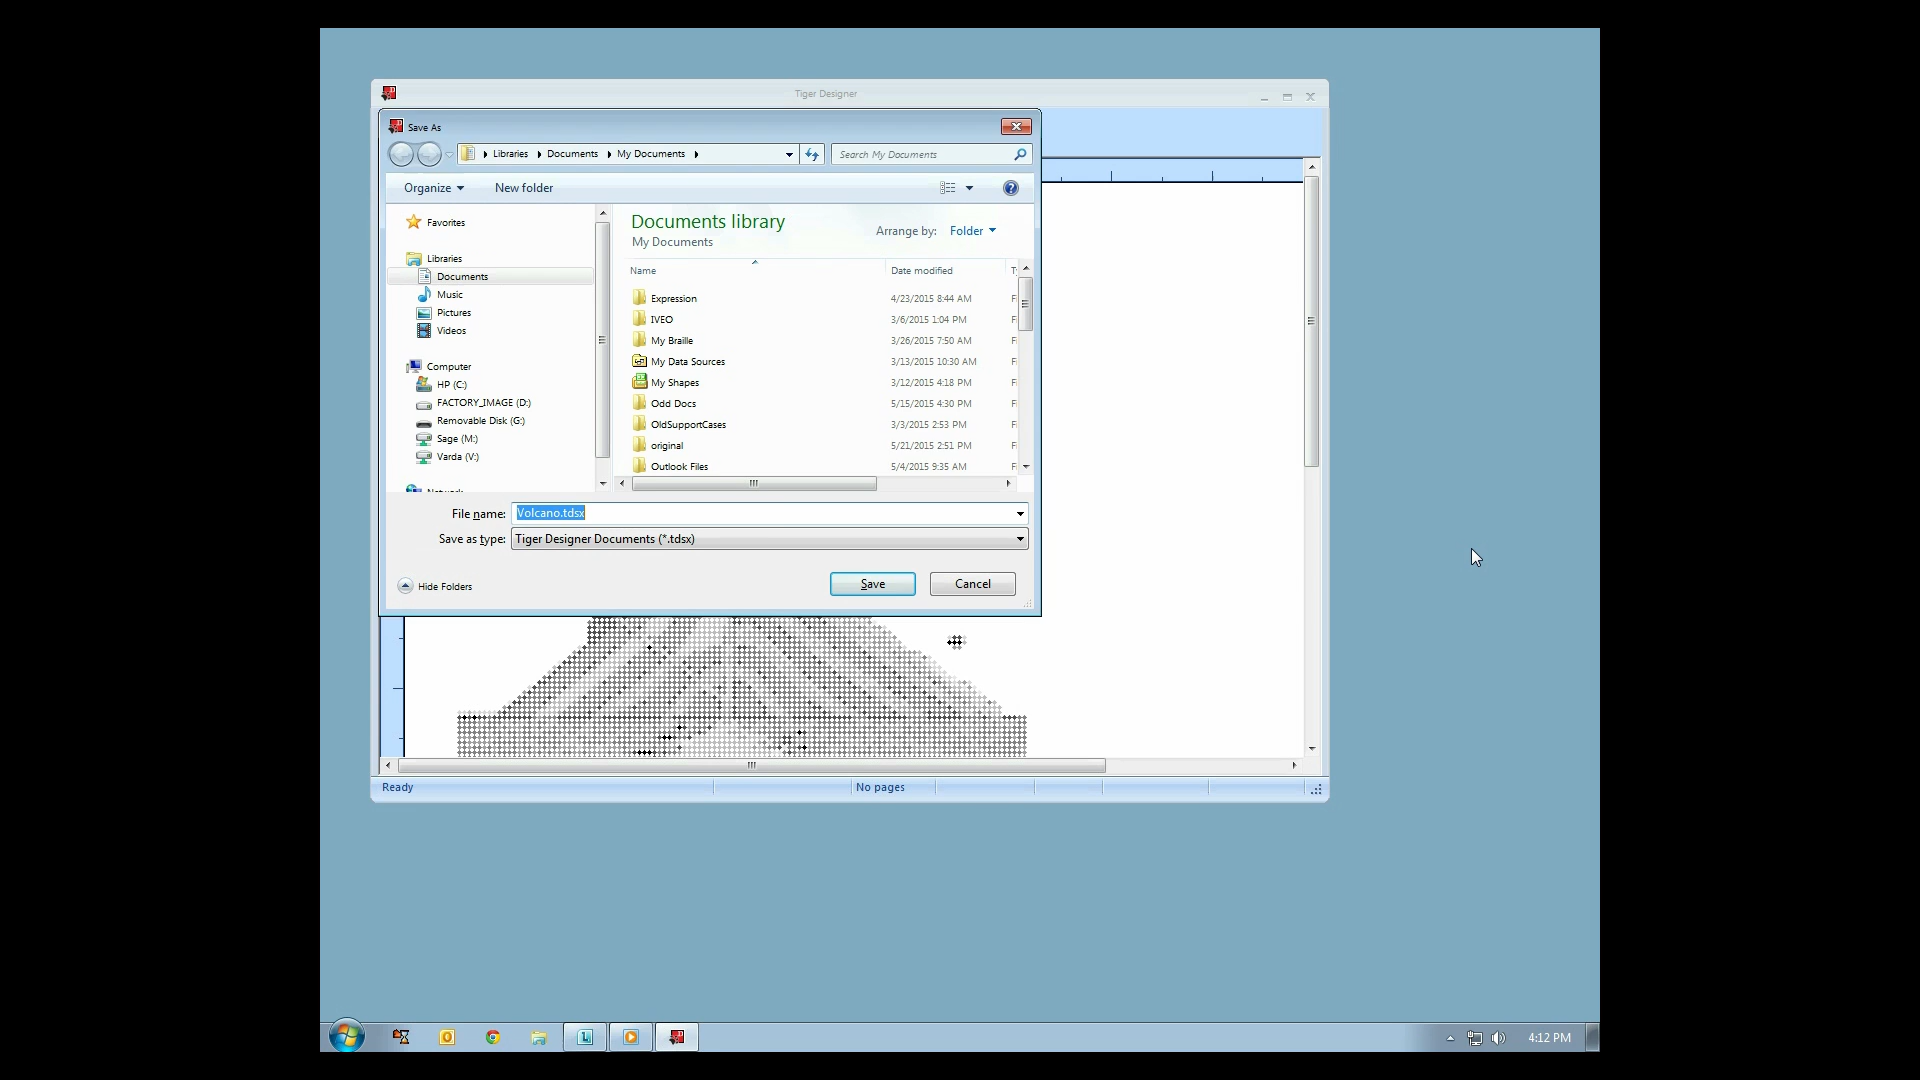 Tiger Designer
Save As
Libraries Documents My Documents
Search My Documents
Organize New folder
Favorites
Libraries
Documents
Music
Pictures
Videos
Computer
HP (C:)
FACTORY_IMAGE (D:)
Removable Disk (G:)
Sage (M:)
Varda (V:)
Documents library
My Documents
Arrange by: Folder
Name Date modified
Expression 4/23/2015 8:44 AM
IVEO 3/6/2015 1:04 PM
My Braille 3/26/2015 7:50 AM
My Data Sources 3/13/2015 10:30 AM
My Shapes 3/12/2015 4:18 PM
Odd Docs 5/15/2015 4:30 PM
OldSupportCases 3/3/2015 2:53 PM
original 5/21/2015 2:51 PM
Outlook Files 5/4/2015 9:35 AM
File name: Volcano.tdsx
Save as type: Tiger Designer Documents (*.tdsx)
Hide Folders
Save Cancel
Ready No pages
4:12 PM